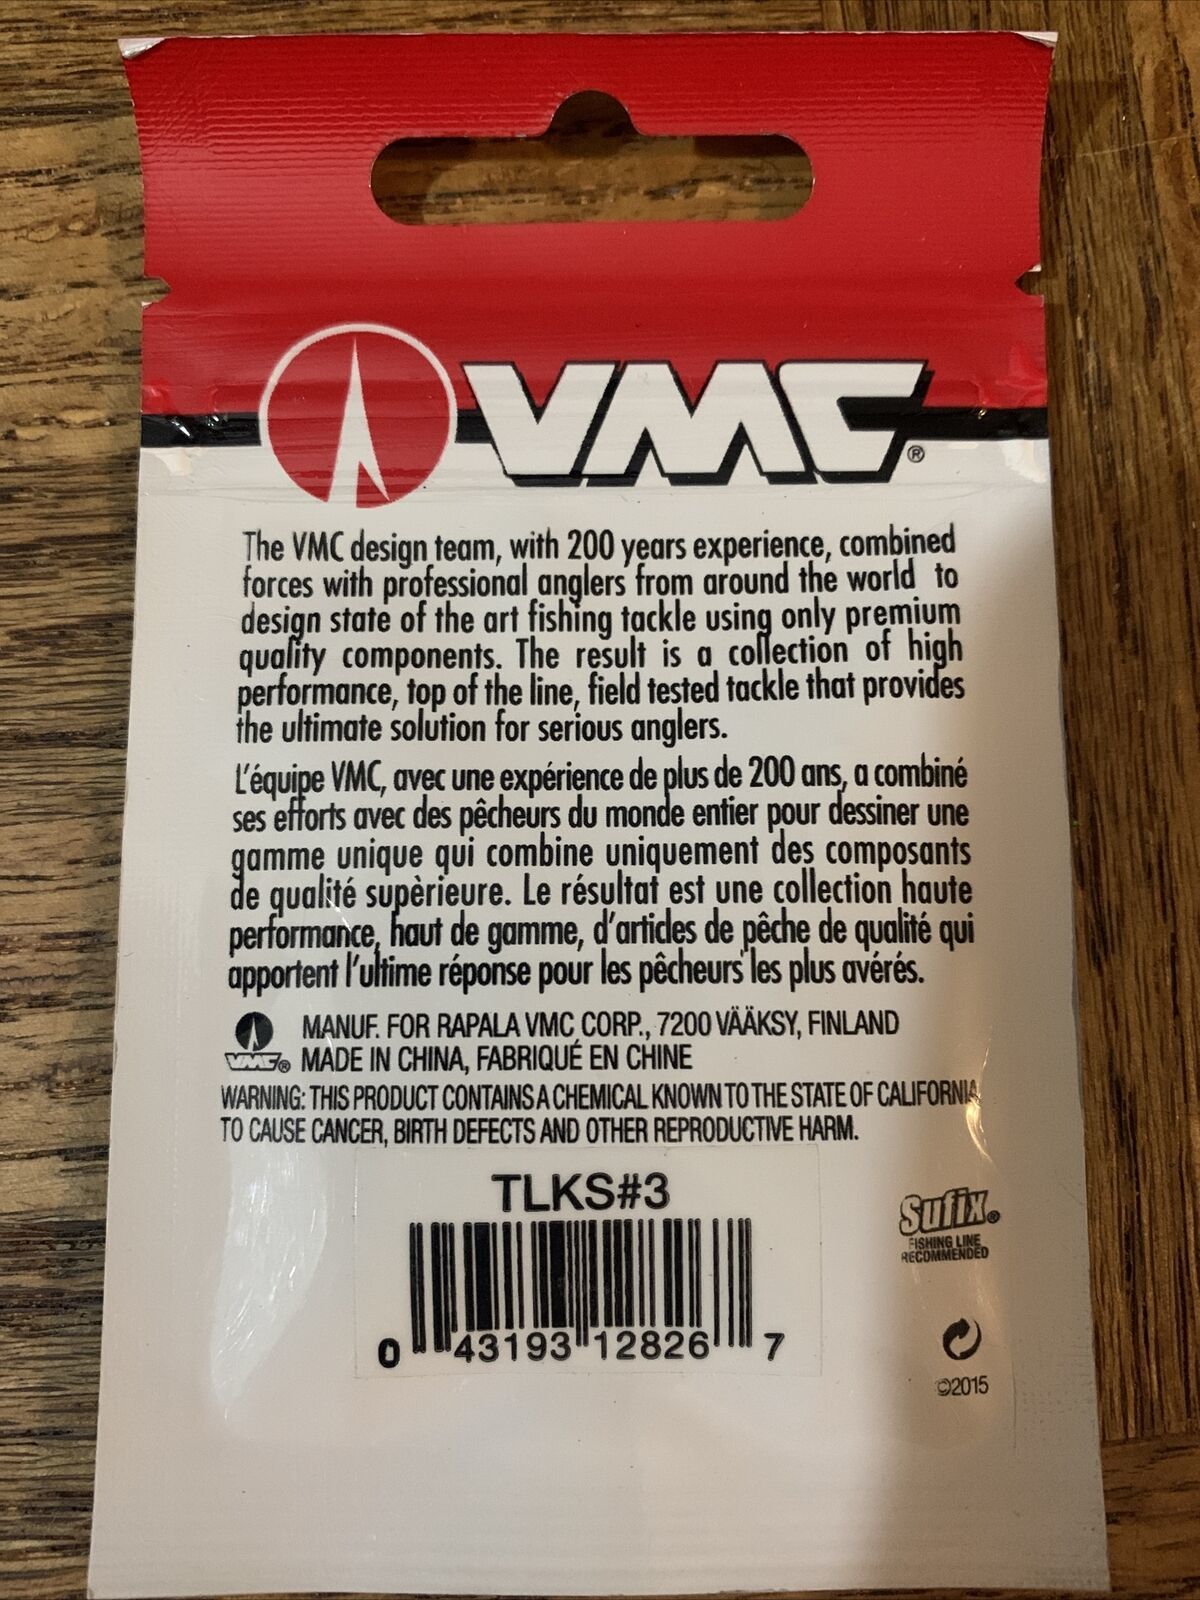 VMC®
The VMC design team, with 200 years experience, combined
forces with professional anglers from around the world to
design state of the art fishing tackle using only premium
quality components. The result is a collection of high
performance, top of the line, field tested tackle that provides
the ultimate solution for serious anglers.
L'équipe VMC, avec une expérience de plus de 200 ans, a combiné
ses efforts avec des pêcheurs du monde entier pour dessiner une
gamme unique qui combine uniquement des composants
de qualité supèrieure. Le résultat est une collection haute
performance, haut de gamme, d'articles de pêche de qualité qui
apportent l'ultime réponse pour les pêcheurs les plus avérés.
MANUF. FOR RAPALA VMC CORP., 7200 VÄÄKSY, FINLAND
VMC® MADE IN CHINA, FABRIQUÉ EN CHINE
WARNING: THIS PRODUCT CONTAINS A CHEMICAL KNOWN TO THE STATE OF CALIFORNIA
TO CAUSE CANCER, BIRTH DEFECTS AND OTHER REPRODUCTIVE HARM.
TLKS#3
0 43193 12826 7
Sufix®
FISHING LINE
RECOMMENDED
©2015